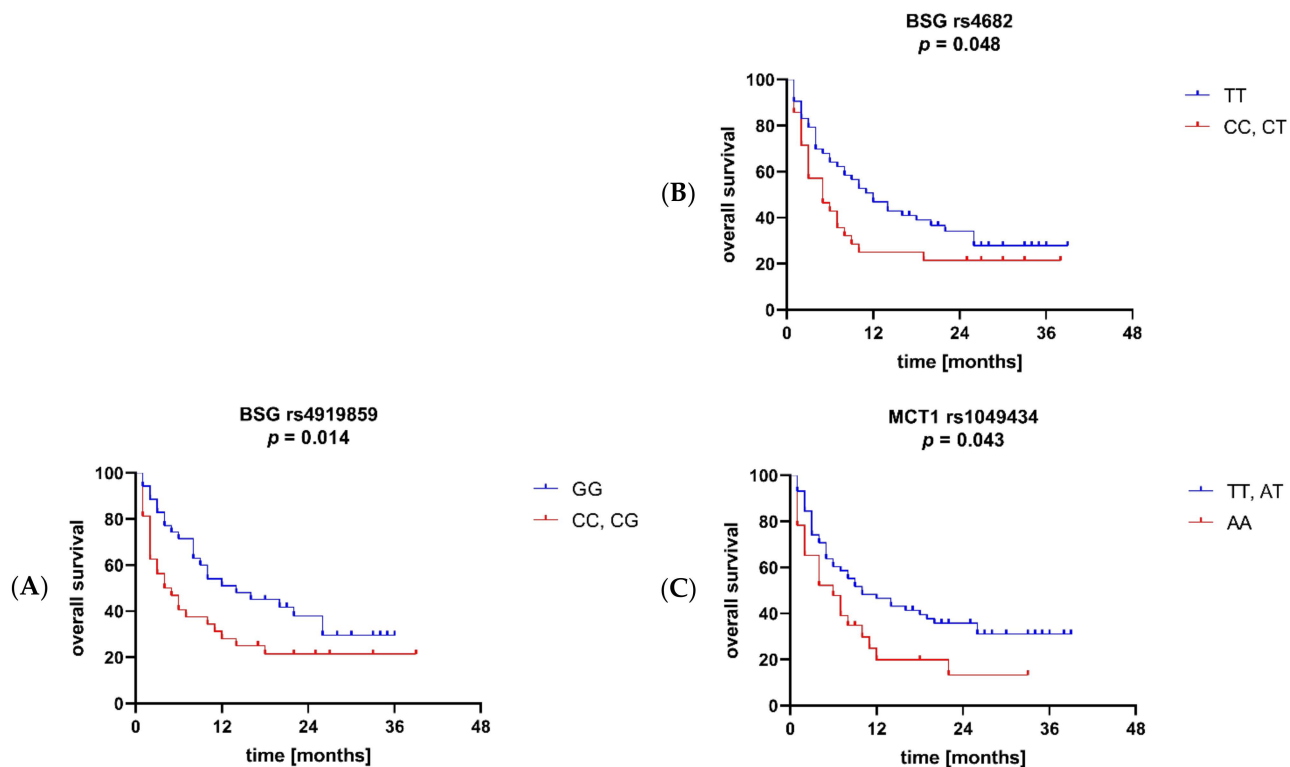 BSG rs4682
p = 0.048
100
80
60
40
20
0
overall survival
0 12 24 36 48
time [months]
TT
CC, CT
(B)
BSG rs4919859
p = 0.014
100
80
60
40
20
0
overall survival
0 12 24 36 48
time [months]
GG
CC, CG
(A)
MCT1 rs1049434
p = 0.043
100
80
60
40
20
0
overall survival
0 12 24 36 48
time [months]
TT, AT
AA
(C)